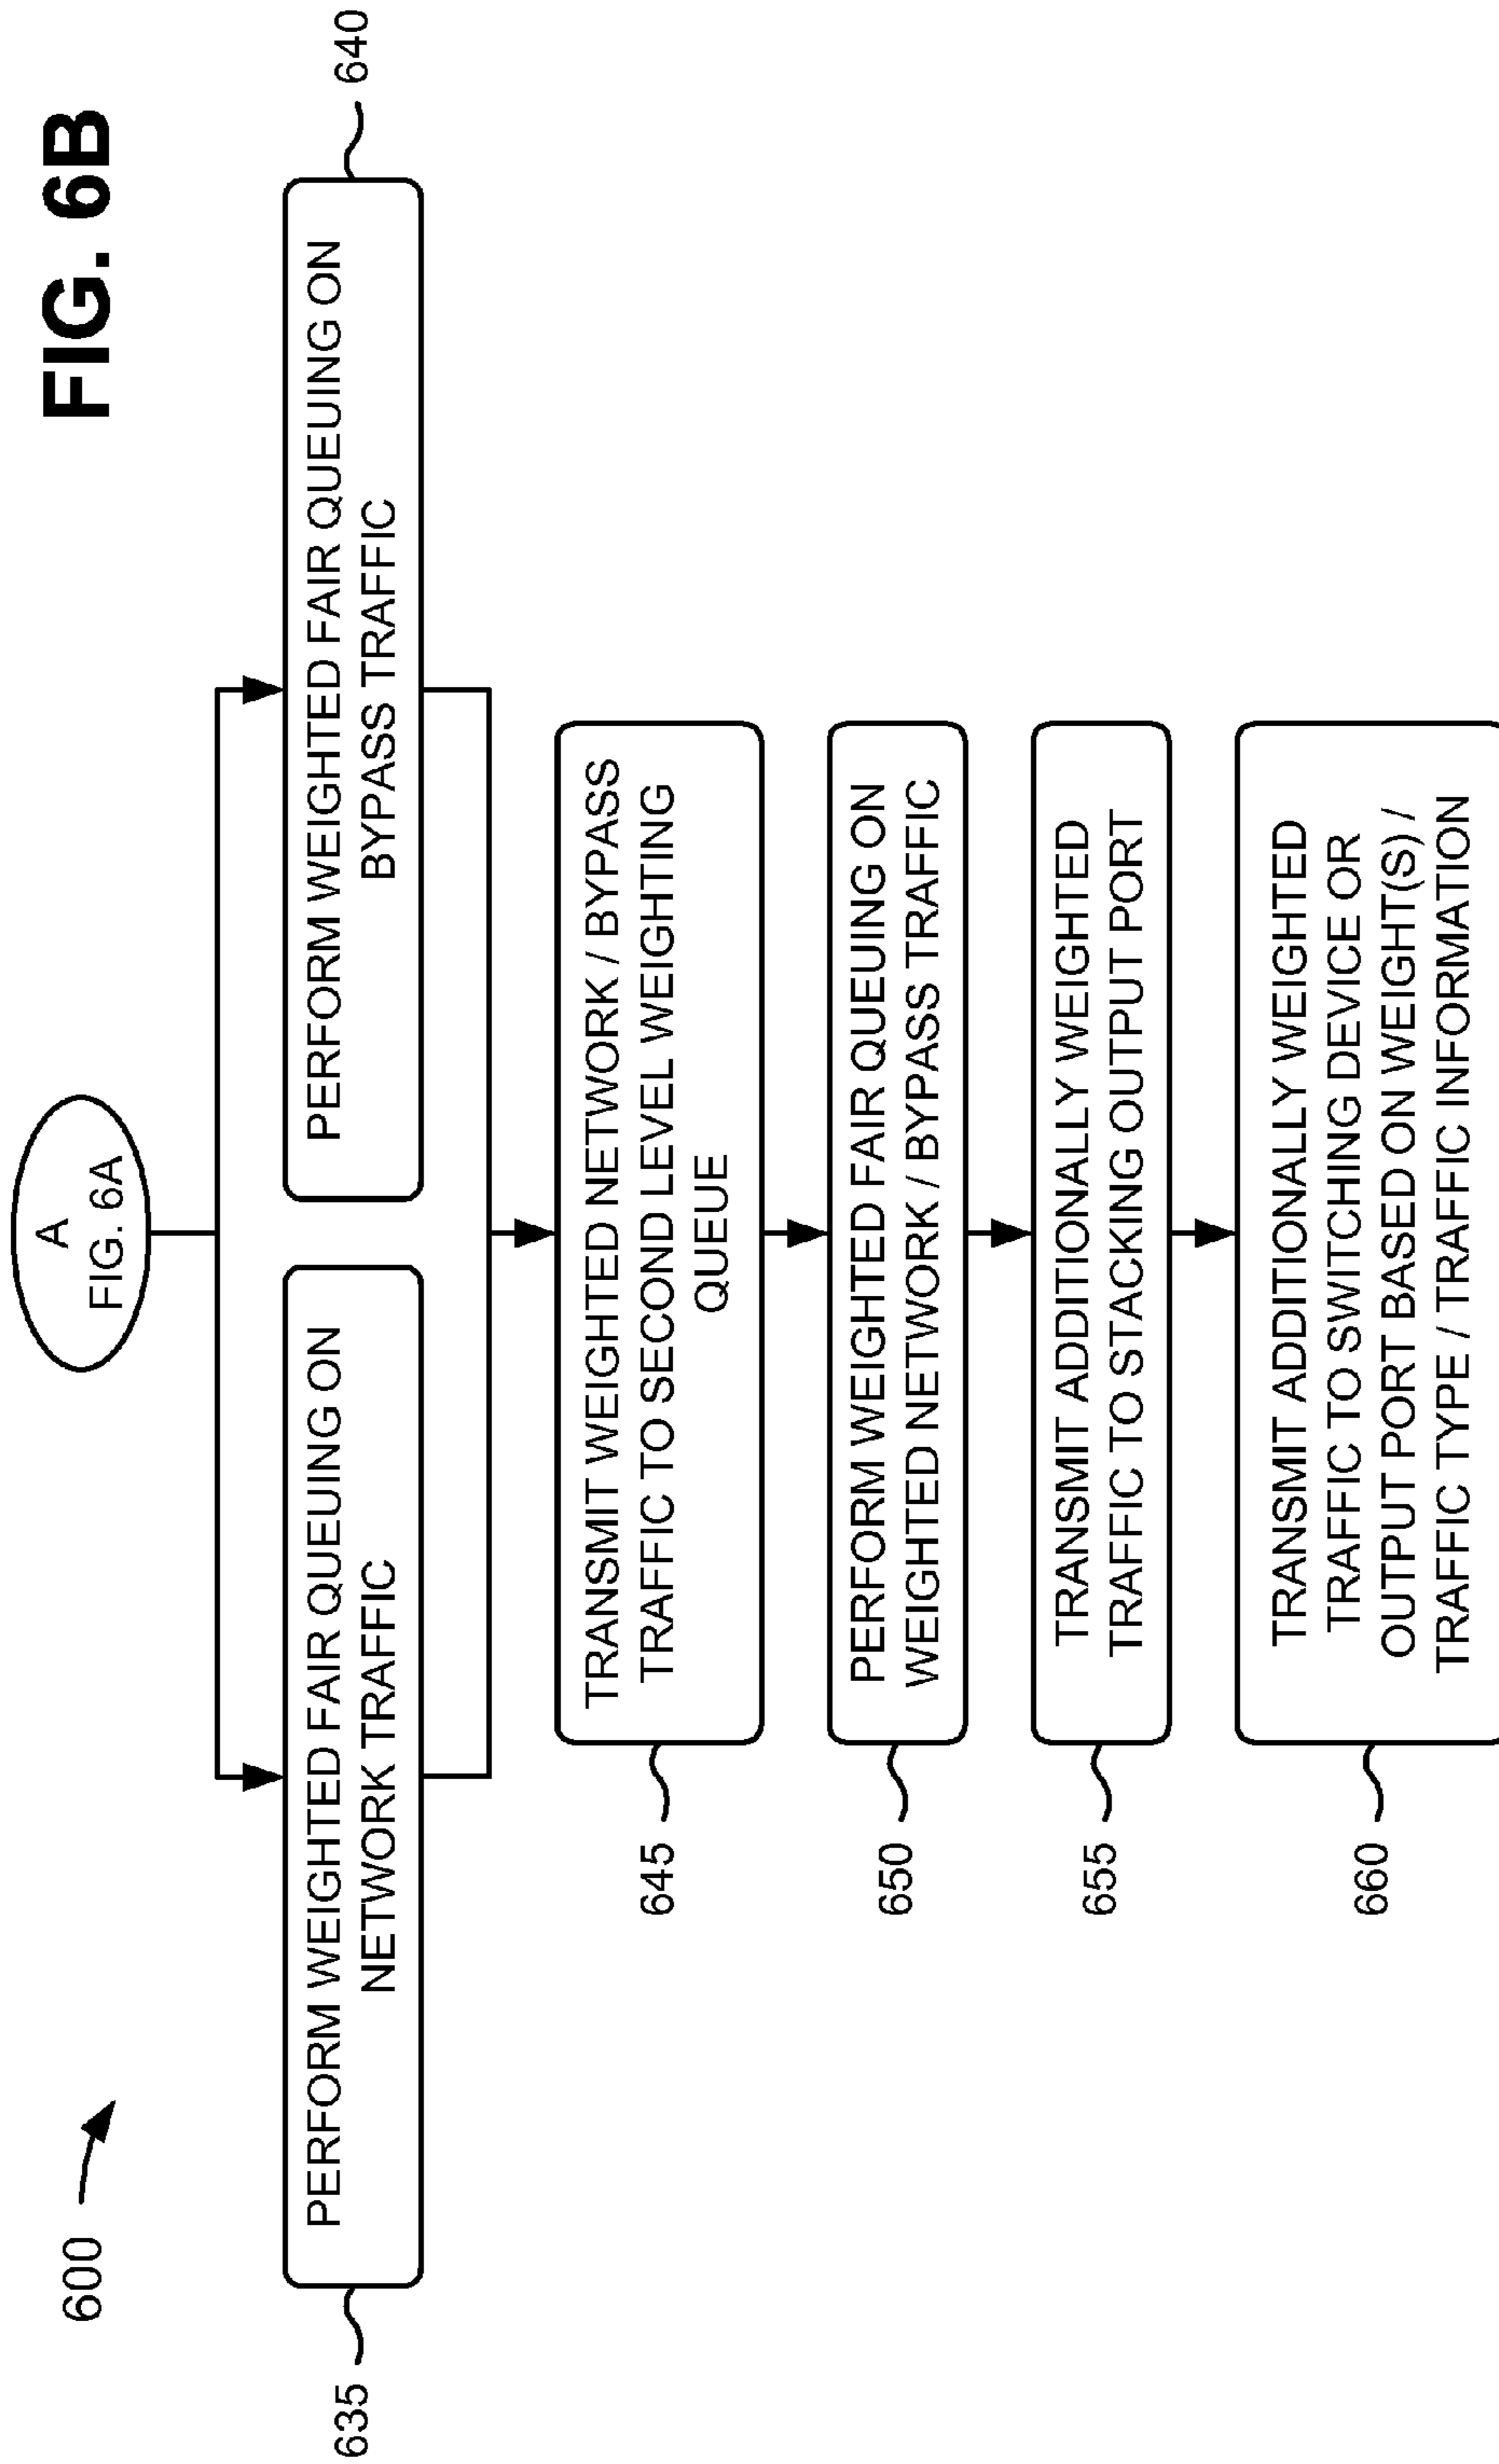 FIG. 6B
600
A
FIG. 6A
635
PERFORM WEIGHTED FAIR QUEUING ON
NETWORK TRAFFIC
PERFORM WEIGHTED FAIR QUEUING ON
BYPASS TRAFFIC
640
645
TRANSMIT WEIGHTED NETWORK / BYPASS
TRAFFIC TO SECOND LEVEL WEIGHTING
QUEUE
650
PERFORM WEIGHTED FAIR QUEUING ON
WEIGHTED NETWORK / BYPASS TRAFFIC
655
TRANSMIT ADDITIONALLY WEIGHTED
TRAFFIC TO STACKING OUTPUT PORT
660
TRANSMIT ADDITIONALLY WEIGHTED
TRAFFIC TO SWITCHING DEVICE OR
OUTPUT PORT BASED ON WEIGHT(S) /
TRAFFIC TYPE / TRAFFIC INFORMATION